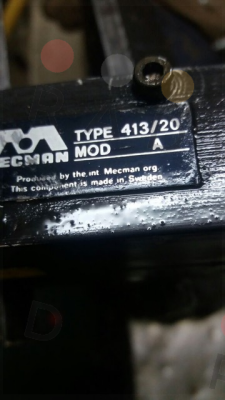 MECMAN
TYPE 413/20
MOD A
Produced by the int Mecman org.
This component is made in Sweden